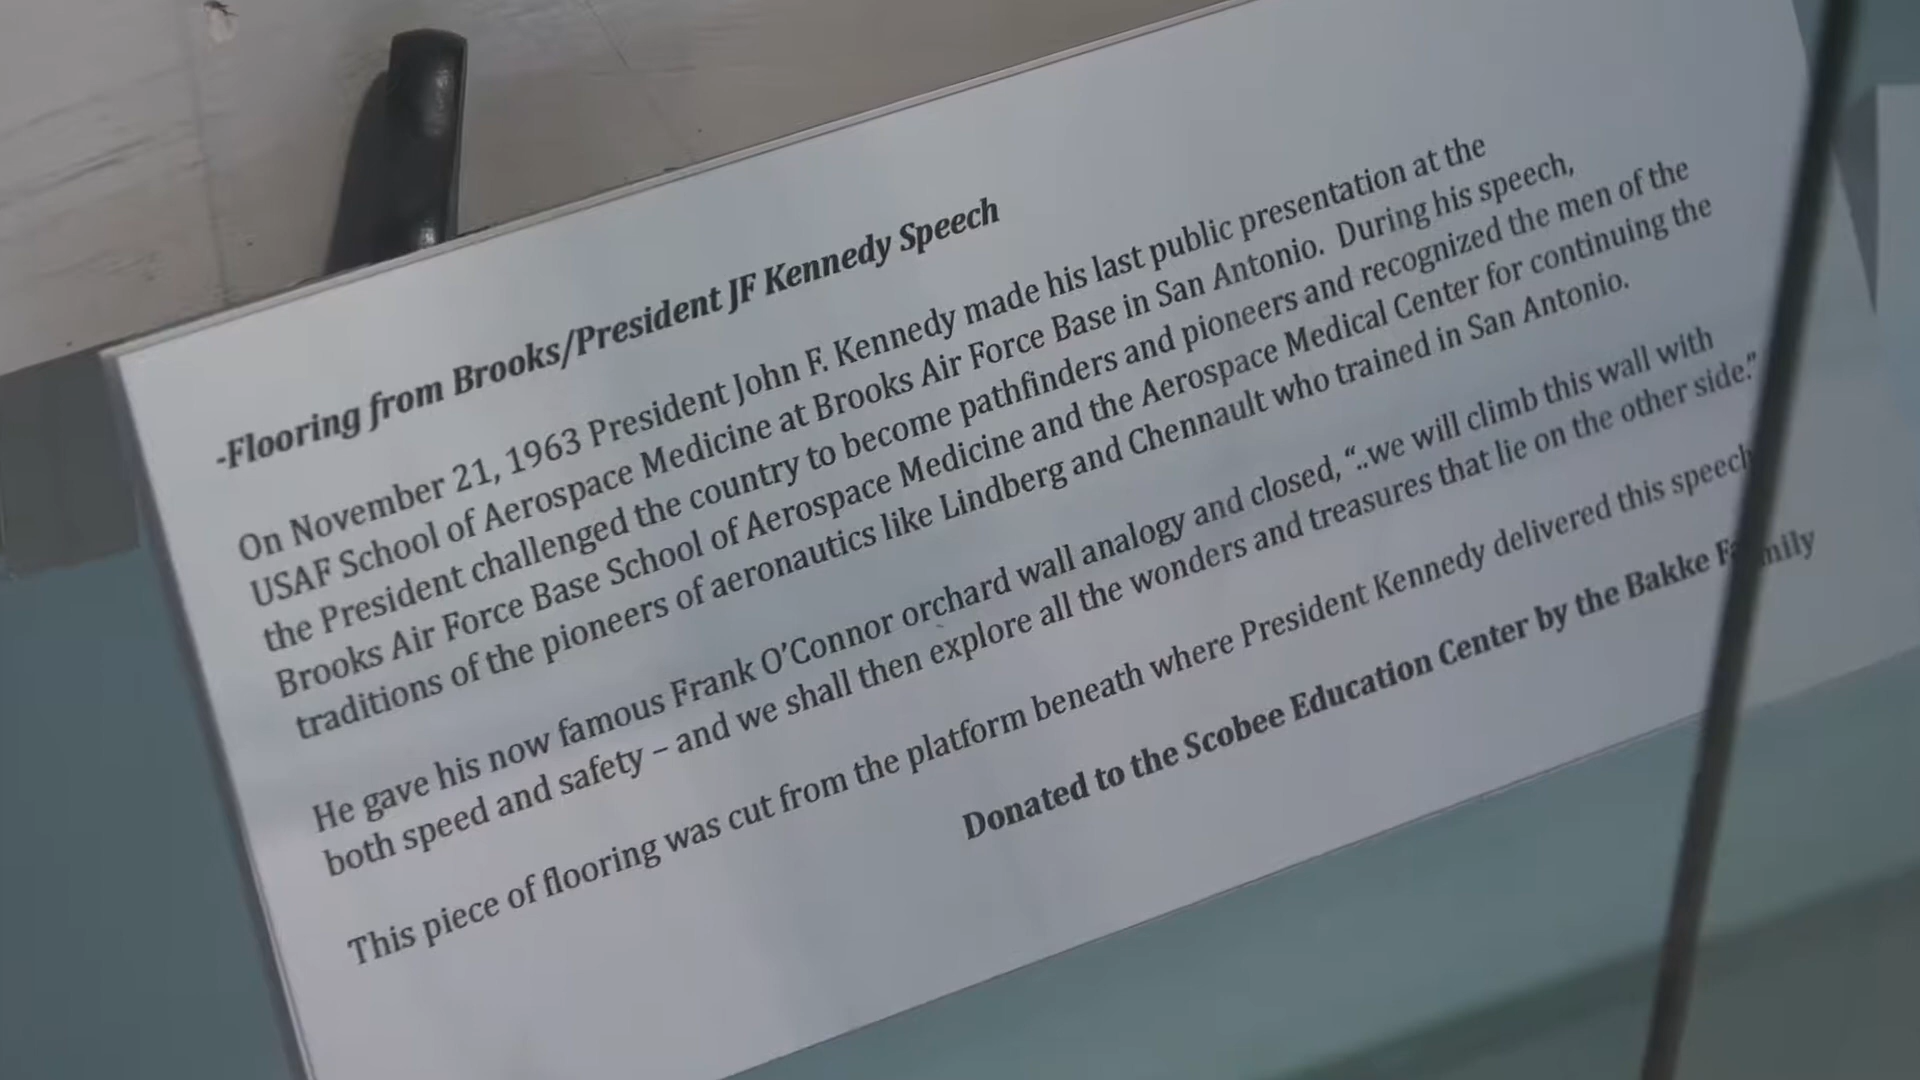 -Flooring from Brooks/President JF Kennedy Speech
On November 21, 1963 President John F. Kennedy made his last public presentation at the
USAF School of Aerospace Medicine at Brooks Air Force Base in San Antonio. During his speech,
the President challenged the country to become pathfinders and pioneers and recognized the men of the
Brooks Air Force Base School of Aerospace Medicine and the Aerospace Medical Center for continuing the
traditions of the pioneers of aeronautics like Lindberg and Chennault who trained in San Antonio.
He gave his now famous Frank O'Connor orchard wall analogy and closed, “..we will climb this wall with
both speed and safety – and we shall then explore all the wonders and treasures that lie on the other side.”
This piece of flooring was cut from the platform beneath where President Kennedy delivered this speech
Donated to the Scobee Education Center by the Bakke Family